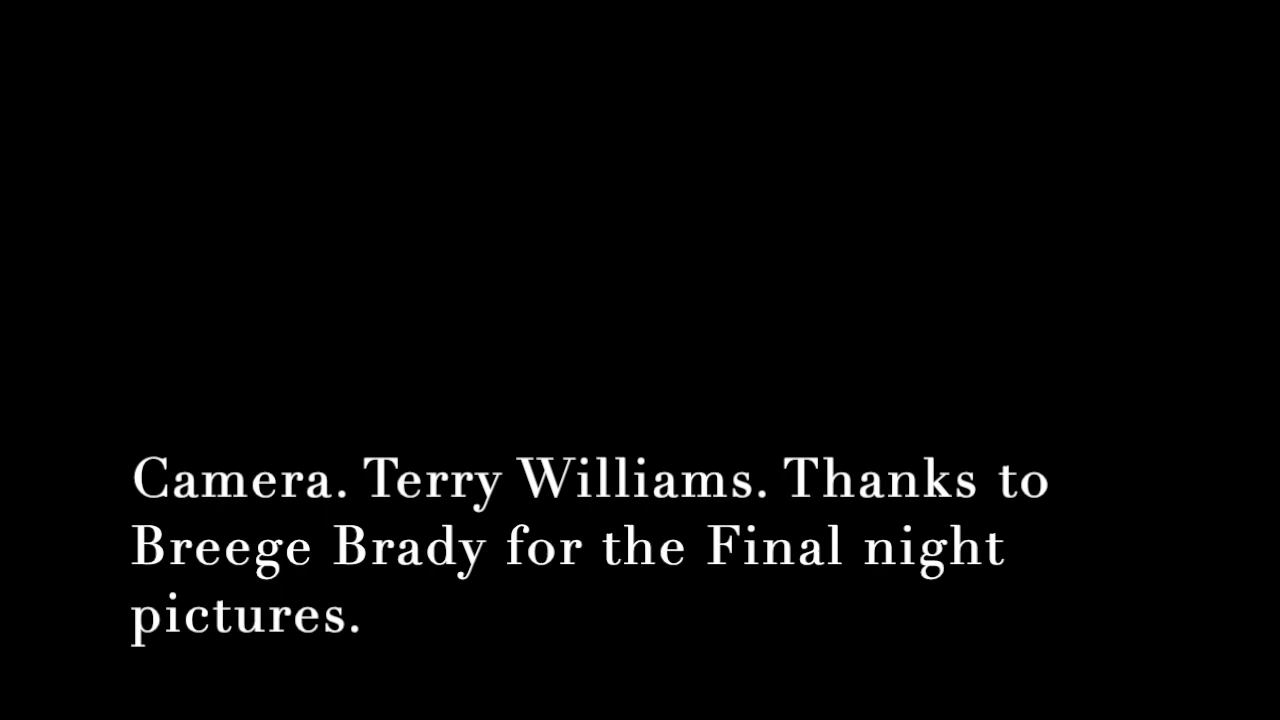 Camera. Terry Williams. Thanks to
Breege Brady for the Final night
pictures.